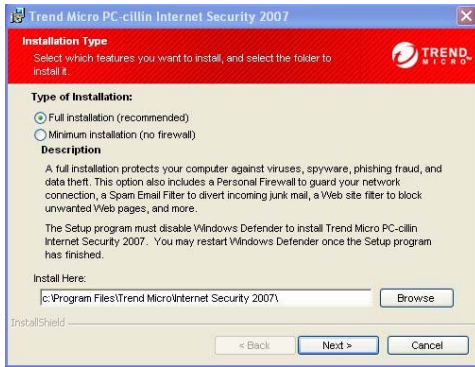 Trend Micro PC-cillin Internet Security 2007
Installation Type
Select which features you want to install, and select the folder to
install it.
TREND
MICRO
Type of Installation:
Full installation (recommended)
Minimum installation (no firewall)
Description
A full installation protects your computer against viruses, spyware, phishing fraud, and
data theft. This option also includes a Personal Firewall to guard your network
connection, a Spam Email Filter to divert incoming junk mail, a Web site filter to block
unwanted Web pages, and more.
The Setup program must disable Windows Defender to install Trend Micro PC-cillin
Internet Security 2007. You may restart Windows Defender once the Setup program
has finished.
Install Here:
c:\Program Files\Trend Micro\Internet Security 2007\
Browse
InstallShield
< Back
Next >
Cancel